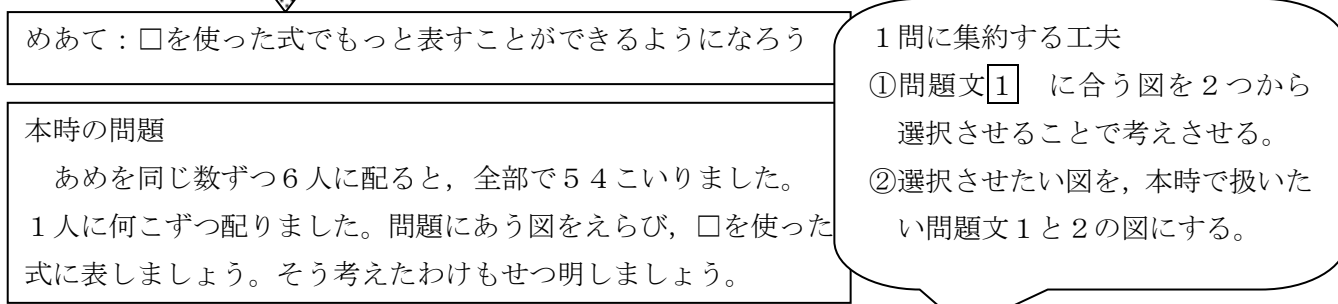 めあて：□を使った式でもっと表すことができるようになろう
本時の問題
　あめを同じ数ずつ６人に配ると，全部で５４こいりました。
１人に何こずつ配りました。問題にあう図をえらび，□を使った
式に表しましょう。そう考えたわけもせつ明しましょう。
１問に集約する工夫
①問題文1　に合う図を２つから
選択させることで考えさせる。
②選択させたい図を，本時で扱いた
い問題文１と２の図にする。